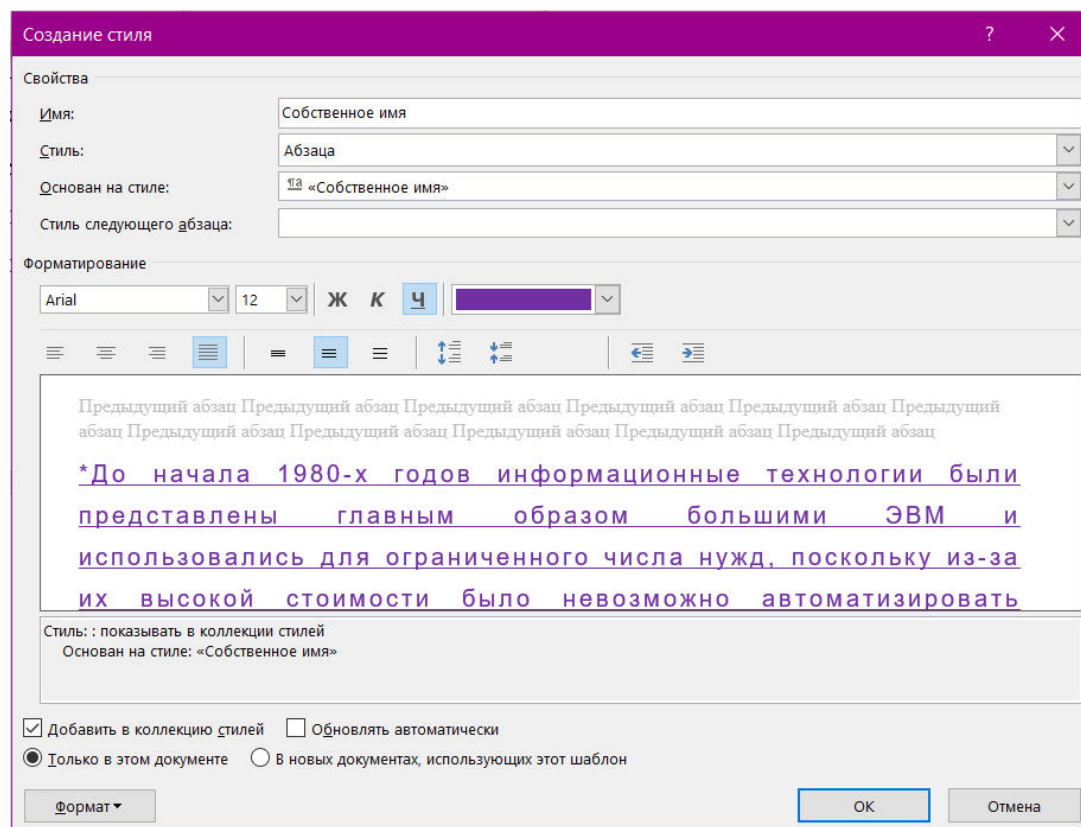 Создание стиля ?
Свойства
Имя: Собственное имя
Стиль: Абзаца
Основан на стиле: ¶a «Собственное имя»
Стиль следующего абзаца:
Форматирование
Arial 12 Ж К Ч
Предыдущий абзац Предыдущий абзац Предыдущий абзац Предыдущий абзац Предыдущий абзац Предыдущий
абзац Предыдущий абзац Предыдущий абзац Предыдущий абзац Предыдущий абзац Предыдущий абзац
*До начала 1980-х годов информационные технологии были
представлены главным образом большими ЭВМ и
использовались для ограниченного числа нужд, поскольку из-за
их высокой стоимости было невозможно автоматизировать
Стиль: : показывать в коллекции стилей
Основан на стиле: «Собственное имя»
Добавить в коллекцию стилей Обновлять автоматически
Только в этом документе В новых документах, использующих этот шаблон
Формат ОК Отмена